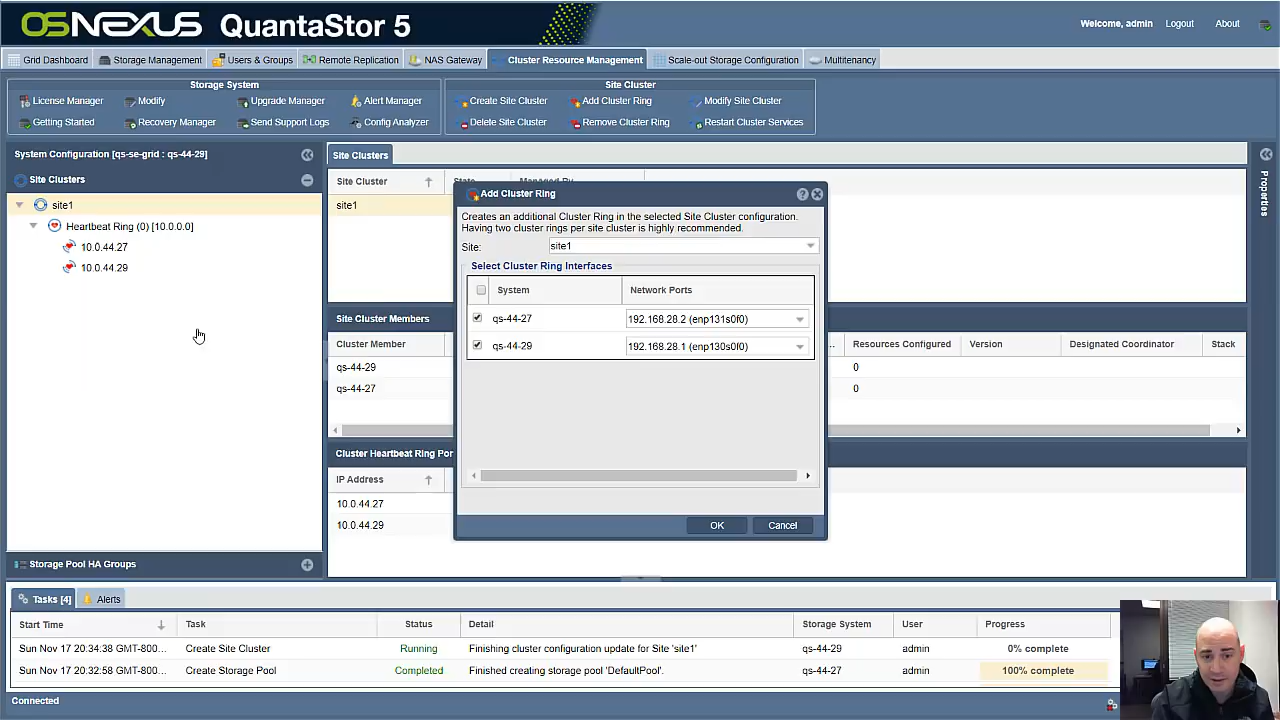 OSNEXUS QuantaStor 5
Welcome, admin Logout About
Grid Dashboard Storage Management Users & Groups Remote Replication NAS Gateway Cluster Resource Management Scale-out Storage Configuration Multitenancy
Storage System Site Cluster
License Manager Modify Upgrade Manager Alert Manager Create Site Cluster Add Cluster Ring Modify Site Cluster
Getting Started Recovery Manager Send Support Logs Config Analyzer Delete Site Cluster Remove Cluster Ring Restart Cluster Services
System Configuration [qs-se-grid : qs-44-29]
Site Clusters
site1
Heartbeat Ring (0) [10.0.0.0]
10.0.44.27
10.0.44.29
Storage Pool HA Groups
Site Clusters
Site Cluster State Managed By
site1
Site Cluster Members
Cluster Member ... Resources Configured Version Designated Coordinator Stack
qs-44-29 0
qs-44-27 0
Cluster Heartbeat Ring Por
IP Address
10.0.44.27
10.0.44.29
Properties
Add Cluster Ring
Creates an additional Cluster Ring in the selected Site Cluster configuration.
Having two cluster rings per site cluster is highly recommended.
Site: site1
Select Cluster Ring Interfaces
System Network Ports
qs-44-27 192.168.28.2 (enp131s0f0)
qs-44-29 192.168.28.1 (enp130s0f0)
OK Cancel
Tasks [4] Alerts
Start Time Task Status Detail Storage System User Progress
Sun Nov 17 20:34:38 GMT-800... Create Site Cluster Running Finishing cluster configuration update for Site 'site1' qs-44-29 admin 0% complete
Sun Nov 17 20:32:58 GMT-800... Create Storage Pool Completed Finished creating storage pool 'DefaultPool'. qs-44-27 admin 100% complete
Connected